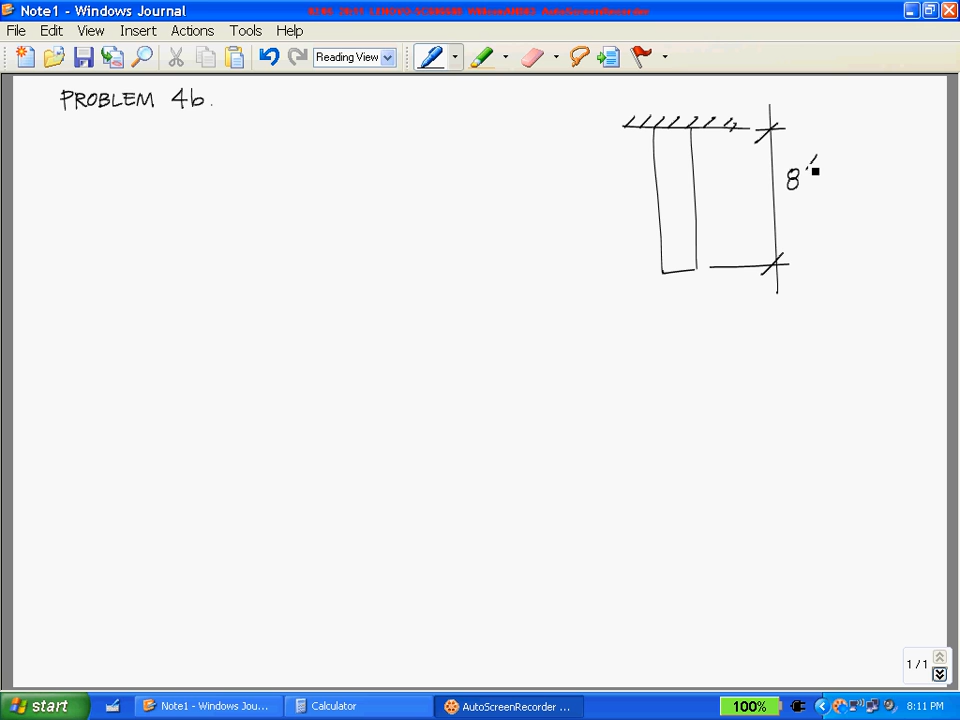 Note1 - Windows Journal
File Edit View Insert Actions Tools Help
Reading View
PROBLEM 4b.
8'
1 / 1
start
Note1 - Windows Jou...
Calculator
AutoScreenRecorder ...
100%
8:11 PM